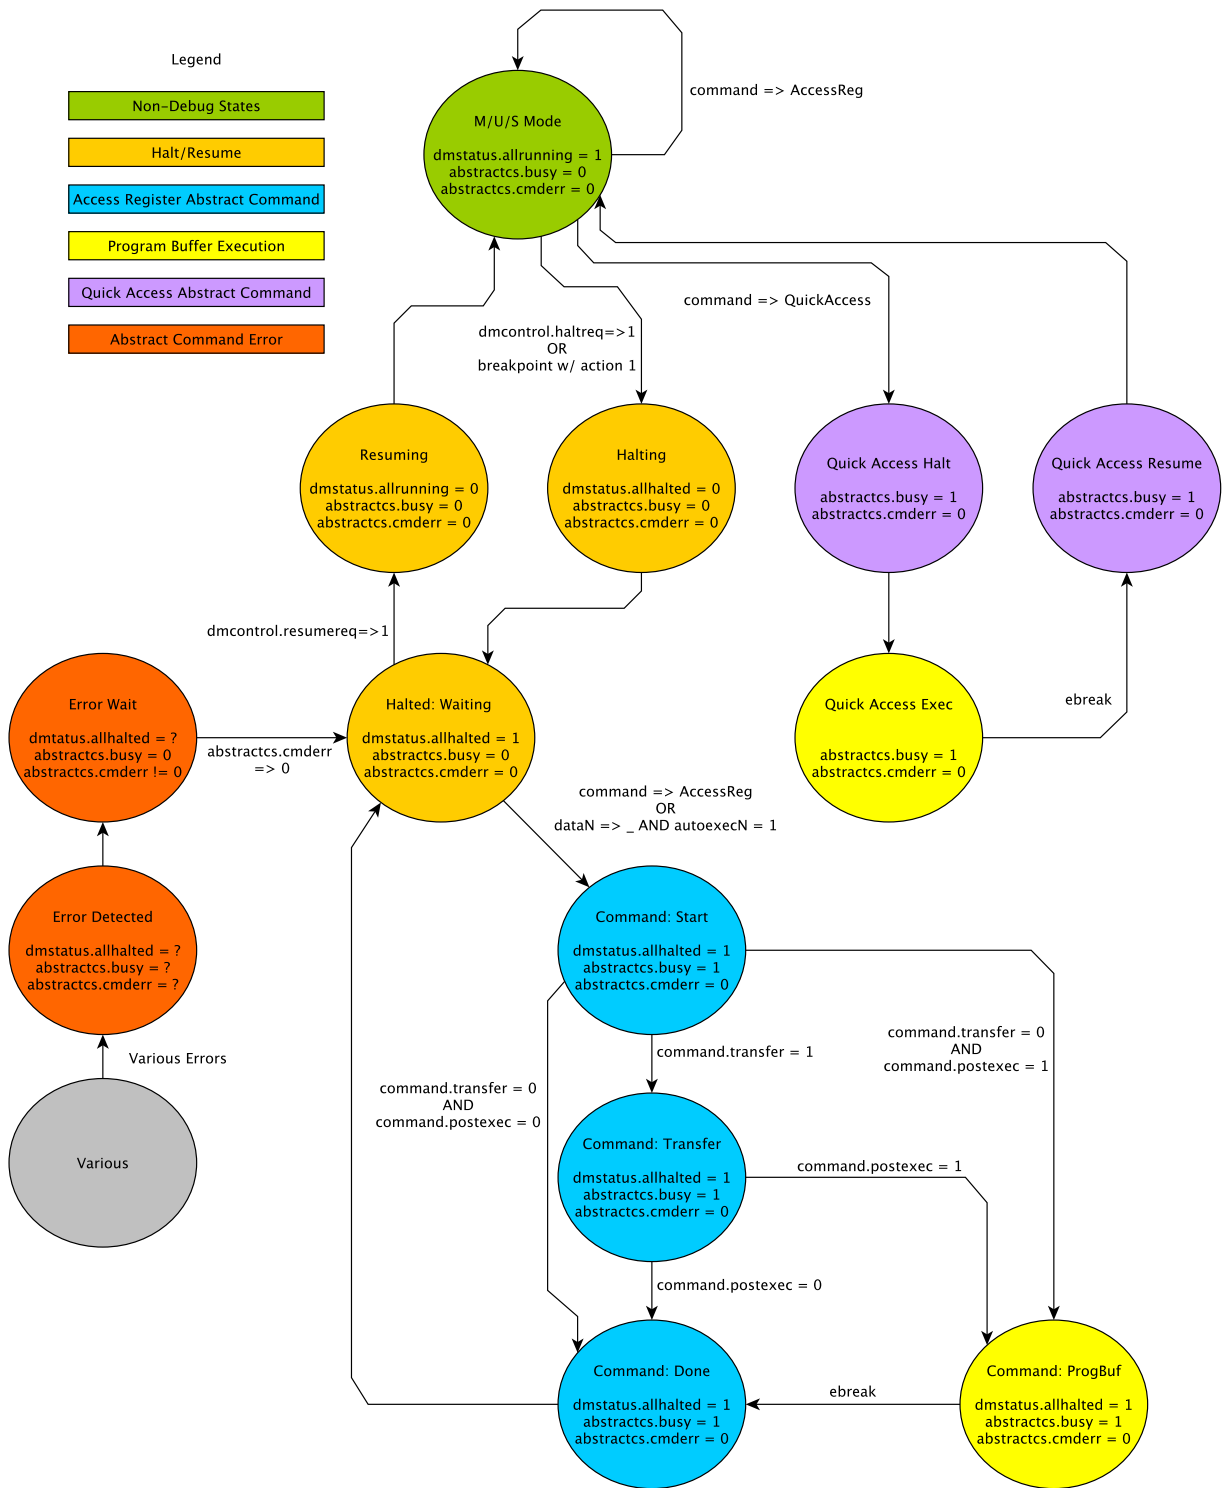 Legend
Non-Debug States
Halt/Resume
Access Register Abstract Command
Program Buffer Execution
Quick Access Abstract Command
Abstract Command Error
command => AccessReg
M/U/S Mode
dmstatus.allrunning = 1
abstractcs.busy = 0
abstractcs.cmderr = 0
command => QuickAccess
dmcontrol.haltreq=>1
OR
breakpoint w/ action 1
Resuming
dmstatus.allrunning = 0
abstractcs.busy = 0
abstractcs.cmderr = 0
Halting
dmstatus.allhalted = 0
abstractcs.busy = 0
abstractcs.cmderr = 0
Quick Access Halt
abstractcs.busy = 1
abstractcs.cmderr = 0
Quick Access Resume
abstractcs.busy = 1
abstractcs.cmderr = 0
dmcontrol.resumereq=>1
Error Wait
dmtatus.allhalted = ?
abstractcs.busy = 0
abstractcs.cmderr != 0
abstractcs.cmderr
=> 0
Halted: Waiting
dmstatus.allhalted = 1
abstractcs.busy = 0
abstractcs.cmderr = 0
Quick Access Exec
abstractcs.busy = 1
abstractcs.cmderr = 0
ebreak
command => AccessReg
OR
dataN => _ AND autoexecN = 1
Error Detected
dmstatus.allhalted = ?
abstractcs.busy = ?
abstractcs.cmderr = ?
Command: Start
dmstatus.allhalted = 1
abstractcs.busy = 1
abstractcs.cmderr = 0
Various Errors
command.transfer = 1
command.transfer = 0
AND
command.postexec = 1
command.transfer = 0
AND
command.postexec = 0
Various
Command: Transfer
dmstatus.allhalted = 1
abstractcs.busy = 1
abstractcs.cmderr = 0
command.postexec = 1
command.postexec = 0
Command: Done
dmstatus.allhalted = 1
abstractcs.busy = 1
abstractcs.cmderr = 0
ebreak
Command: ProgBuf
dmstatus.allhalted = 1
abstractcs.busy = 1
abstractcs.cmderr = 0